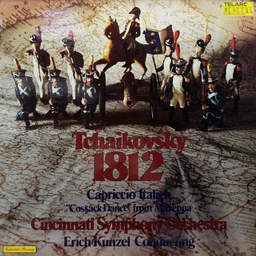 TELARC
DIGITAL
Tchaikovsky
1812
Capriccio Italien
"Cossack Dance" from Mazeppa
Cincinnati Symphony Orchestra
Erich Kunzel Conducting